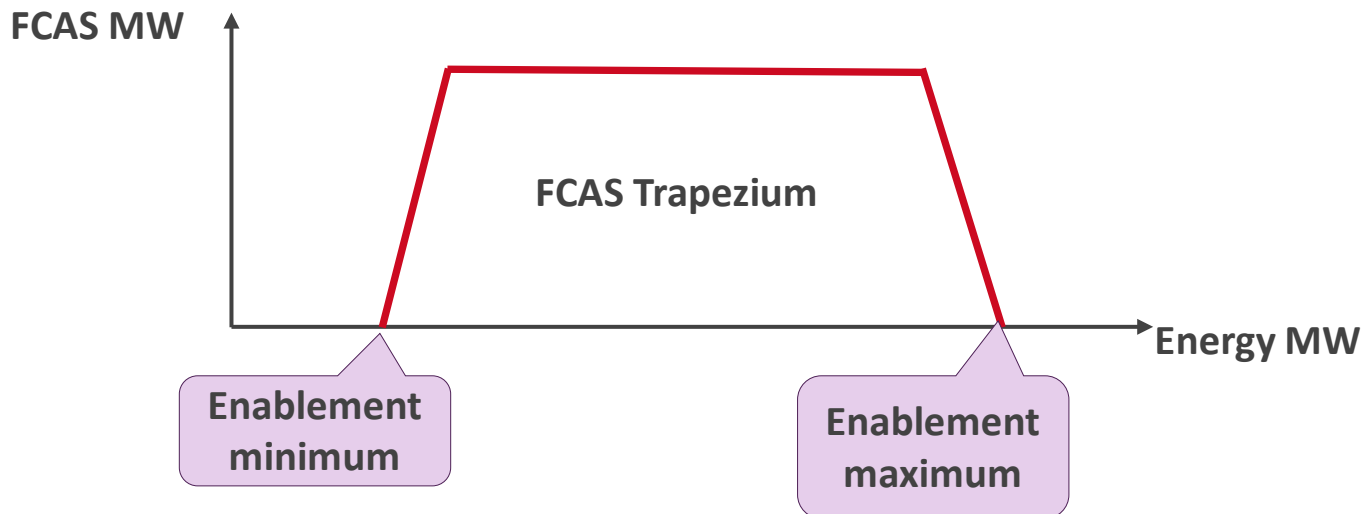 FCAS MW
FCAS Trapezium
Energy MW
Enablement
minimum
Enablement
maximum